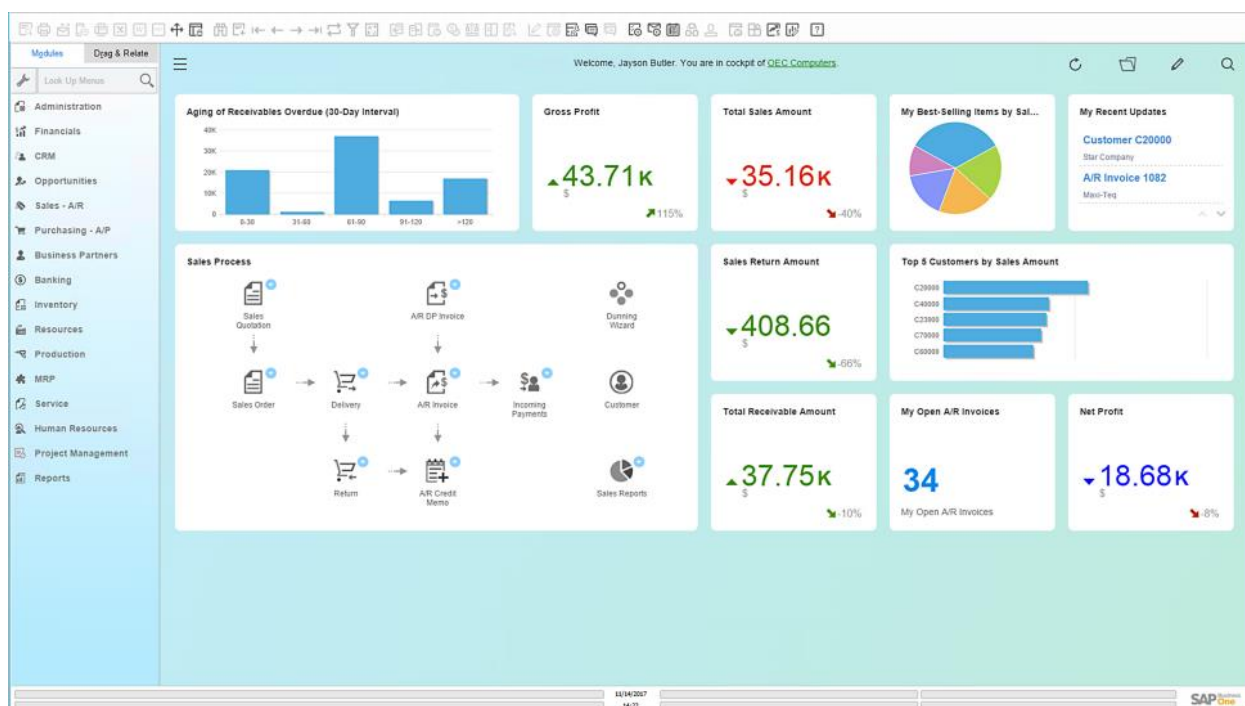 Modules
Drag & Relate
Look Up Menus
Welcome, Jayson Butler. You are in cockpit of OEC Computers.
Administration
Financials
CRM
Opportunities
Sales - A/R
Purchasing - A/P
Business Partners
Banking
Inventory
Resources
Production
MRP
Service
Human Resources
Project Management
Reports
Aging of Receivables Overdue (30-Day Interval)
40K
30K
20K
10K
0
0-30
31-60
61-90
91-120
>120
Gross Profit
43.71K
$
115%
Total Sales Amount
35.16K
$
-40%
My Best-Selling Items by Sal...
My Recent Updates
Customer C20000
Star Company
A/R Invoice 1082
Maxi-Teq
Sales Process
Sales
Quotation
A/R DP Invoice
Dunning
Wizard
Sales Order
Delivery
A/R Invoice
Incoming
Payments
Customer
Return
A/R Credit
Memo
Sales Reports
Sales Return Amount
408.66
$
-66%
Top 5 Customers by Sales Amount
C20000
C40000
C23900
C70000
C60000
Total Receivable Amount
37.75K
$
-10%
My Open A/R Invoices
34
My Open A/R Invoices
Net Profit
18.68K
$
-8%
11/14/2017
SAP Business
One